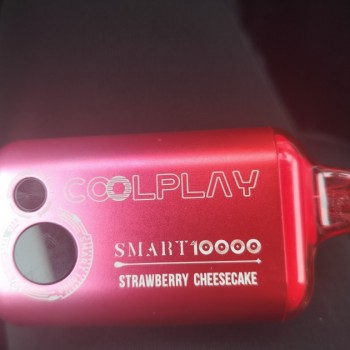 COOLPLAY
SMART10000
STRAWBERRY CHEESECAKE